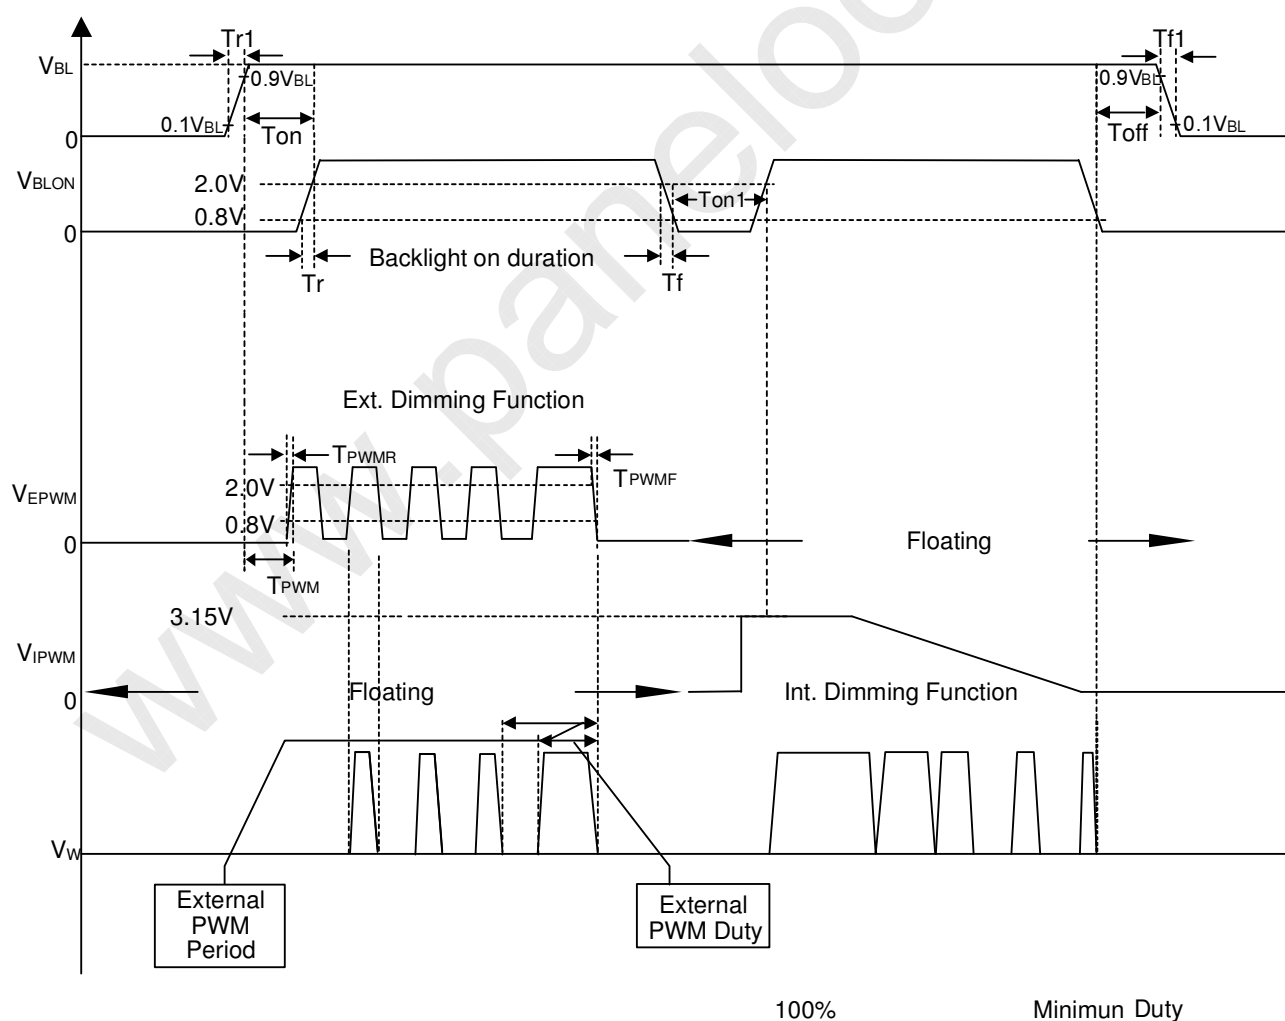 Tr1
Tf1
VBL
0.9VBL
0.9VBL
0.1VBL
Ton
Toff
0.1VBL
0
VBLON
2.0V
Ton1
0.8V
0
Backlight on duration
Tr
Tf
Ext. Dimming Function
TPWMR
TPWMF
VEPWM
2.0V
0.8V
0
Floating
TPWM
3.15V
VIPWM
0
Floating
Int. Dimming Function
VW
External
PWM
Period
External
PWM Duty
100%
Minimun Duty
www.paneloo